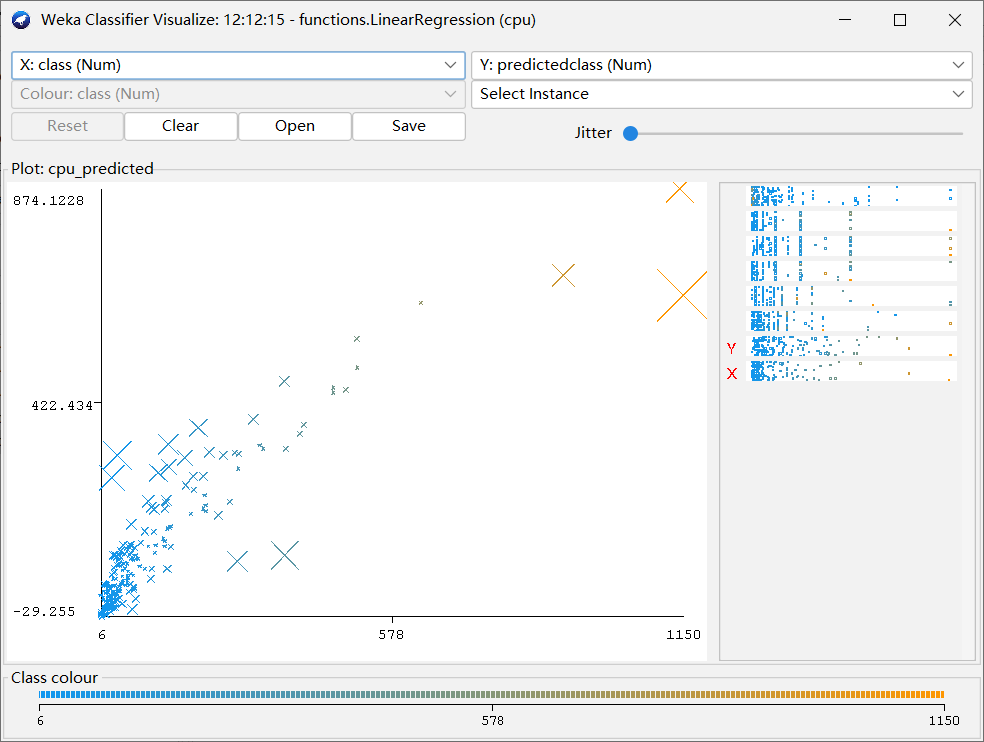 Weka Classifier Visualize: 12:12:15 - functions.LinearRegression (cpu)
X: class (Num)
Y: predictedclass (Num)
Colour: class (Num)
Select Instance
Reset
Clear
Open
Save
Jitter
Plot: cpu_predicted
874.1228
422.434
-29.255
6
578
1150
Y
X
Class colour
6
578
1150